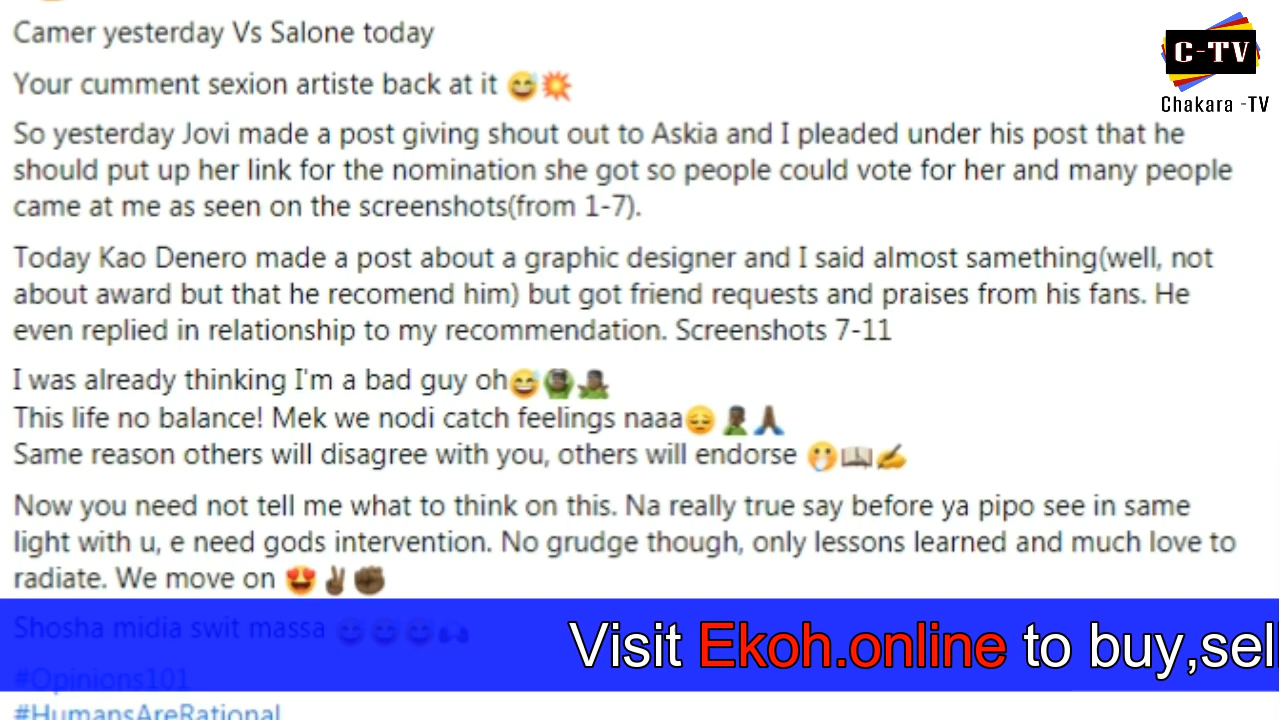 Camer yesterday Vs Salone today
Your cumment sexion artiste back at it 😅💥
So yesterday Jovi made a post giving shout out to Askia and I pleaded under his post that he
should put up her link for the nomination she got so people could vote for her and many people
came at me as seen on the screenshots(from 1-7).
Today Kao Denero made a post about a graphic designer and I said almost samething(well, not
about award but that he recomend him) but got friend requests and praises from his fans. He
even replied in relationship to my recommendation. Screenshots 7-11
I was already thinking I'm a bad guy oh😅
This life no balance! Mek we nodi catch feelings naaa😔
Same reason others will disagree with you, others will endorse 🫢📖✍
Now you need not tell me what to think on this. Na really true say before ya pipo see in same
light with u, e need gods intervention. No grudge though, only lessons learned and much love to
radiate. We move on 😍✌🏾✊🏾
Shosha midia swit massa
#Opinions101
#HumansAreRational
C-TV
Chakara -TV
Visit Ekoh.online to buy,sel